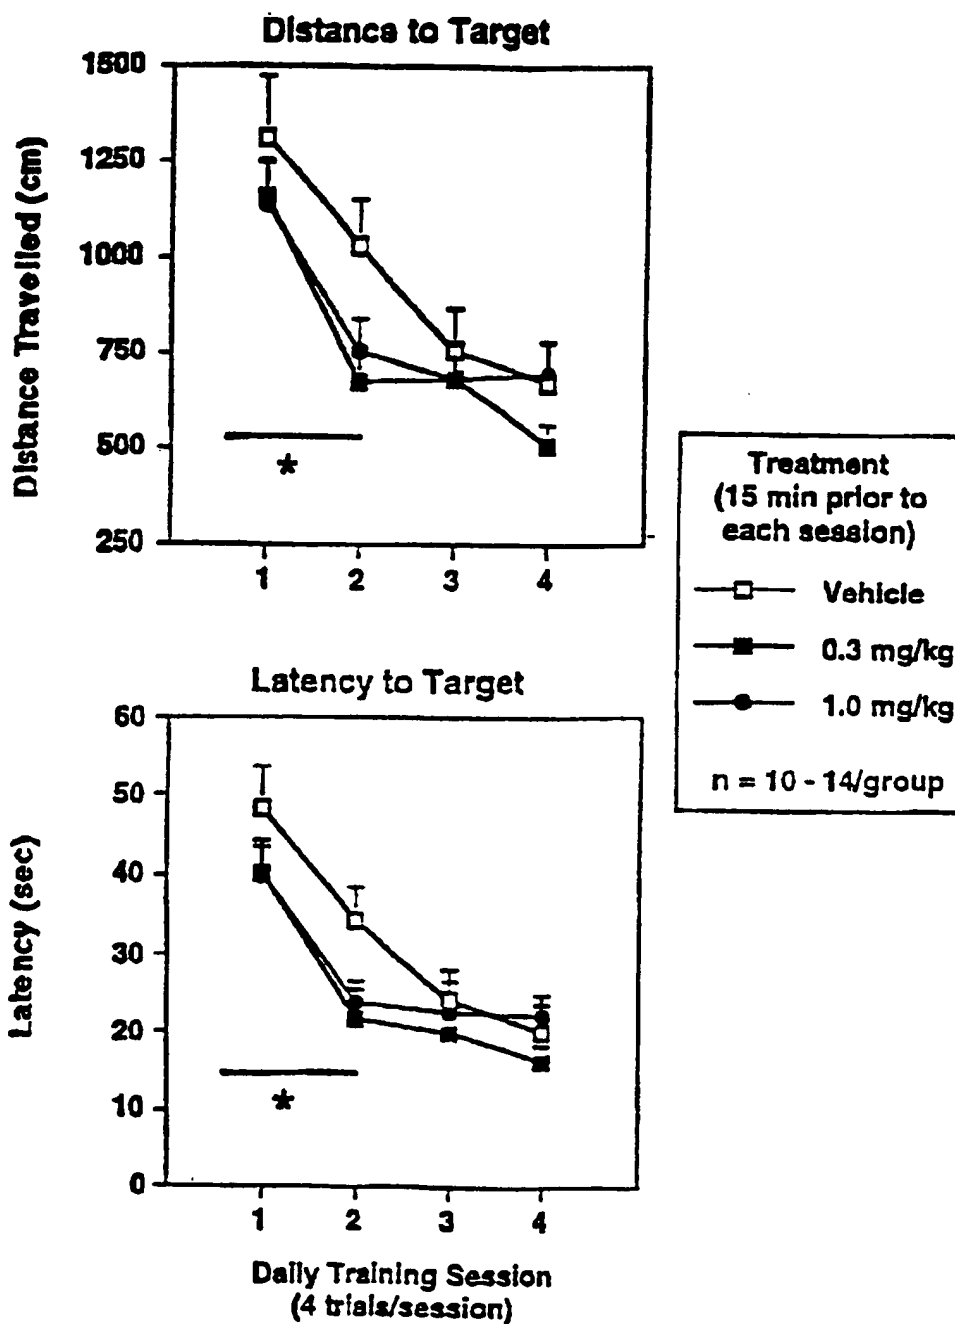 Distance to Target
1500
1250
1000
750
500
250
Distance Travelled (cm)
*
1
2
3
4
Treatment
(15 min prior to
each session)
Vehicle
0.3 mg/kg
1.0 mg/kg
n = 10 - 14/group
Latency to Target
60
50
40
30
20
10
0
Latency (sec)
*
1
2
3
4
Daily Training Session
(4 trials/session)